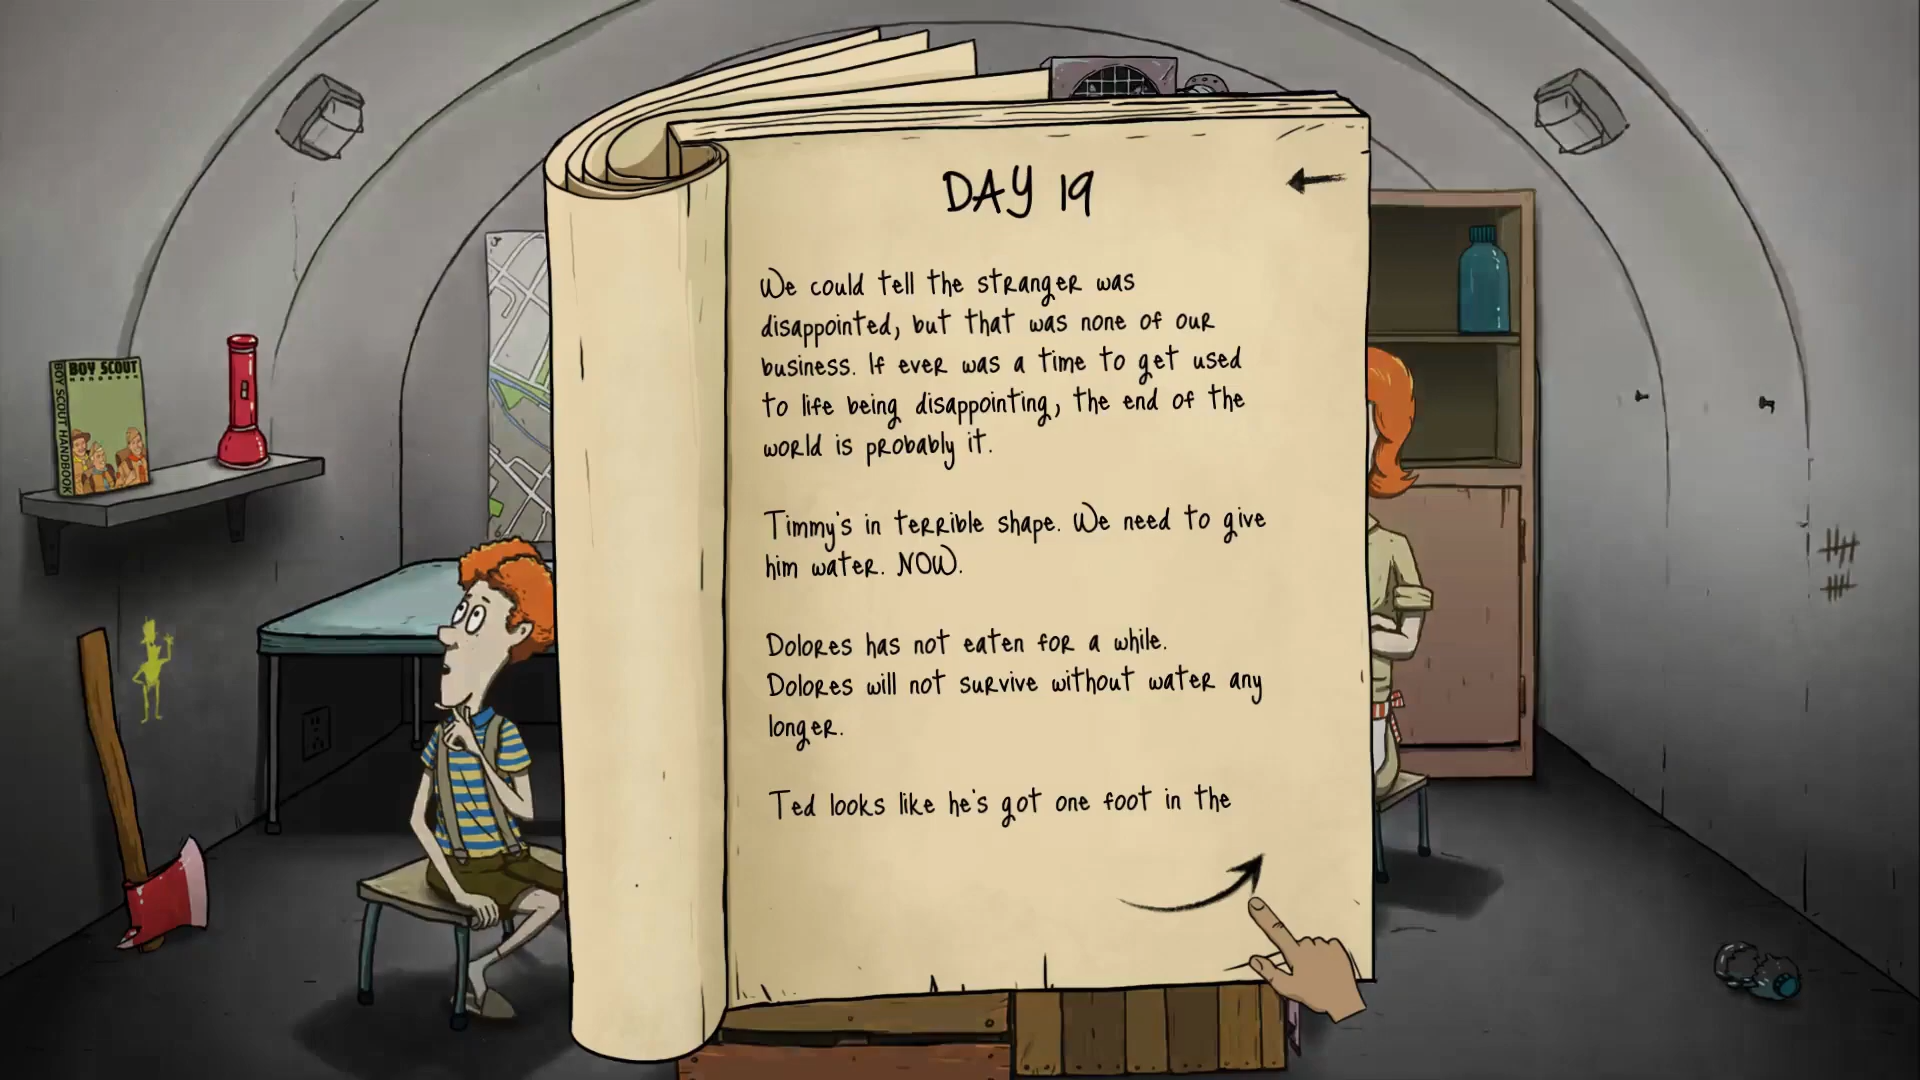 DAY 19
We could tell the stranger was
disappointed, but that was none of our
business. If ever was a time to get used
to life being disappointing, the end of the
world is probably it.
Timmy's in terrible shape. We need to give
him water. NOW.
Dolores has not eaten for a while.
Dolores will not survive without water any
longer.
Ted looks like he's got one foot in the
BOY SCOUT
HANDBOOK
BOY SCOUT HANDBOOK